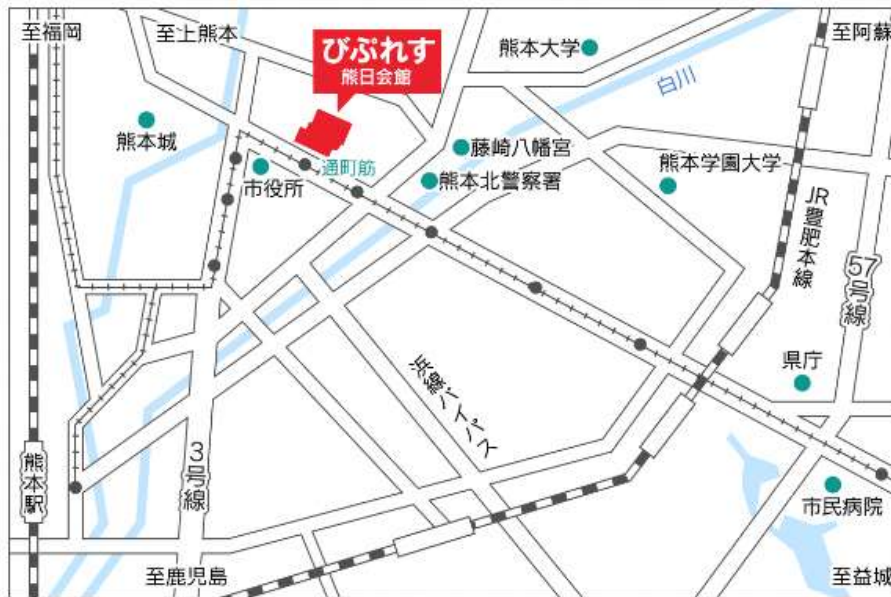 至福岡
至上熊本
びぷれす
熊日会館
熊本大学
至阿蘇
白川
熊本城
藤崎八幡宮
通町筋
市役所
熊本北警察署
熊本学園大学
JR豊肥本線
57号線
浜線バイパス
県庁
3号線
熊本駅
市民病院
至鹿児島
至益城